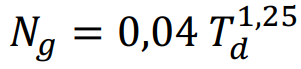 N_g = 0,04 T_d^{1,25}